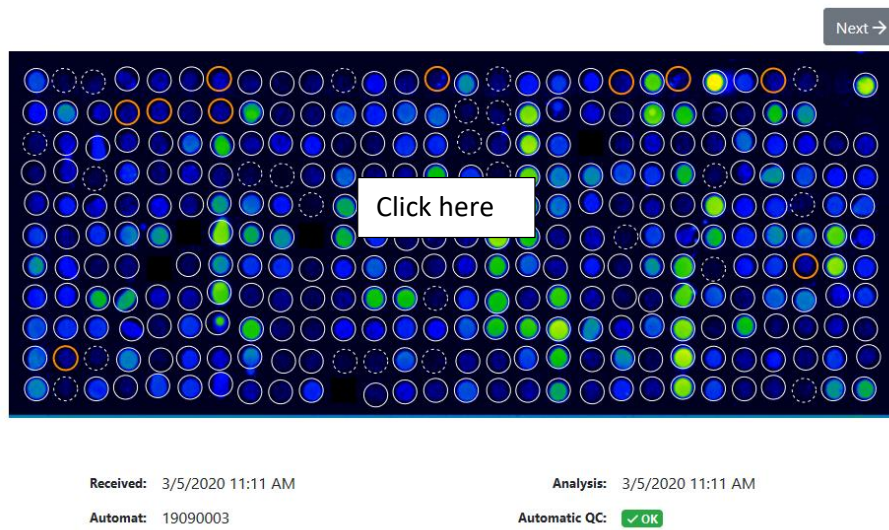 Next →
Click here
Received: 3/5/2020 11:11 AM
Analysis: 3/5/2020 11:11 AM
Automat: 19090003
Automatic QC: ✓ OK